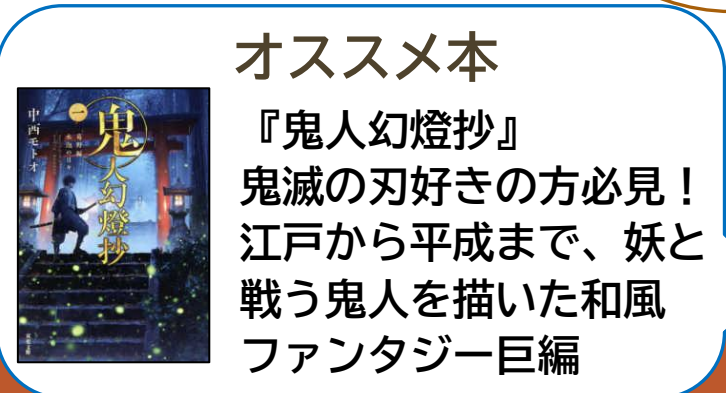 オススメ本
『鬼人幻燈抄』
鬼滅の刃好きの方必見！
江戸から平成まで、妖と
戦う鬼人を描いた和風
ファンタジー巨編
中西モトオ
一
鬼人幻燈抄